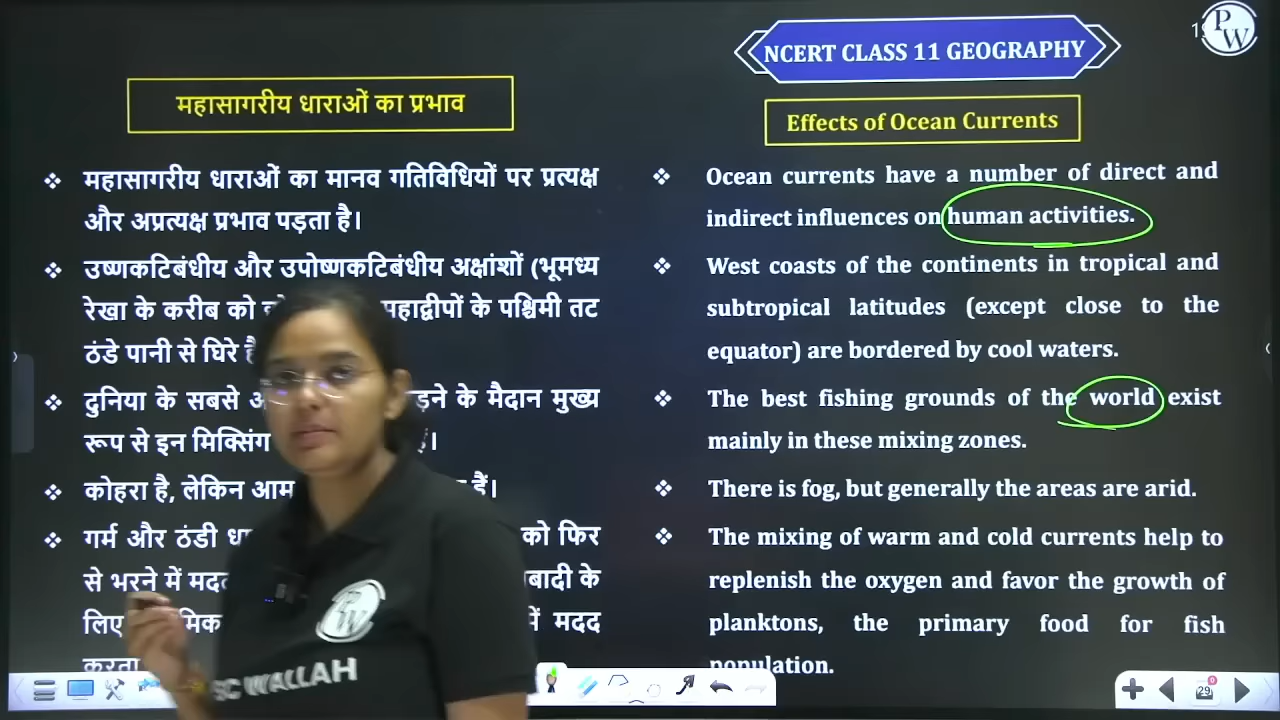 NCERT CLASS 11 GEOGRAPHY
PW
महासागरीय धाराओं का प्रभाव
महासागरीय धाराओं का मानव गतिविधियों पर प्रत्यक्ष
और अप्रत्यक्ष प्रभाव पड़ता है।
उष्णकटिबंधीय और उपोष्णकटिबंधीय अक्षांशों (भूमध्य
रेखा के करीब को महाद्वीपों के पश्चिमी तट
ठंडे पानी से घिरे
दुनिया के सबसे के मैदान मुख्य
रूप से इन मिक्सिंग
कोहरा है, लेकिन आम हैं।
गर्म और ठंडी को फिर
से भरने में के
लिए मदद
Effects of Ocean Currents
Ocean currents have a number of direct and
indirect influences on human activities.
West coasts of the continents in tropical and
subtropical latitudes (except close to the
equator) are bordered by cool waters.
The best fishing grounds of the world exist
mainly in these mixing zones.
There is fog, but generally the areas are arid.
The mixing of warm and cold currents help to
replenish the oxygen and favor the growth of
planktons, the primary food for fish
population.
PW
WALLAH
29